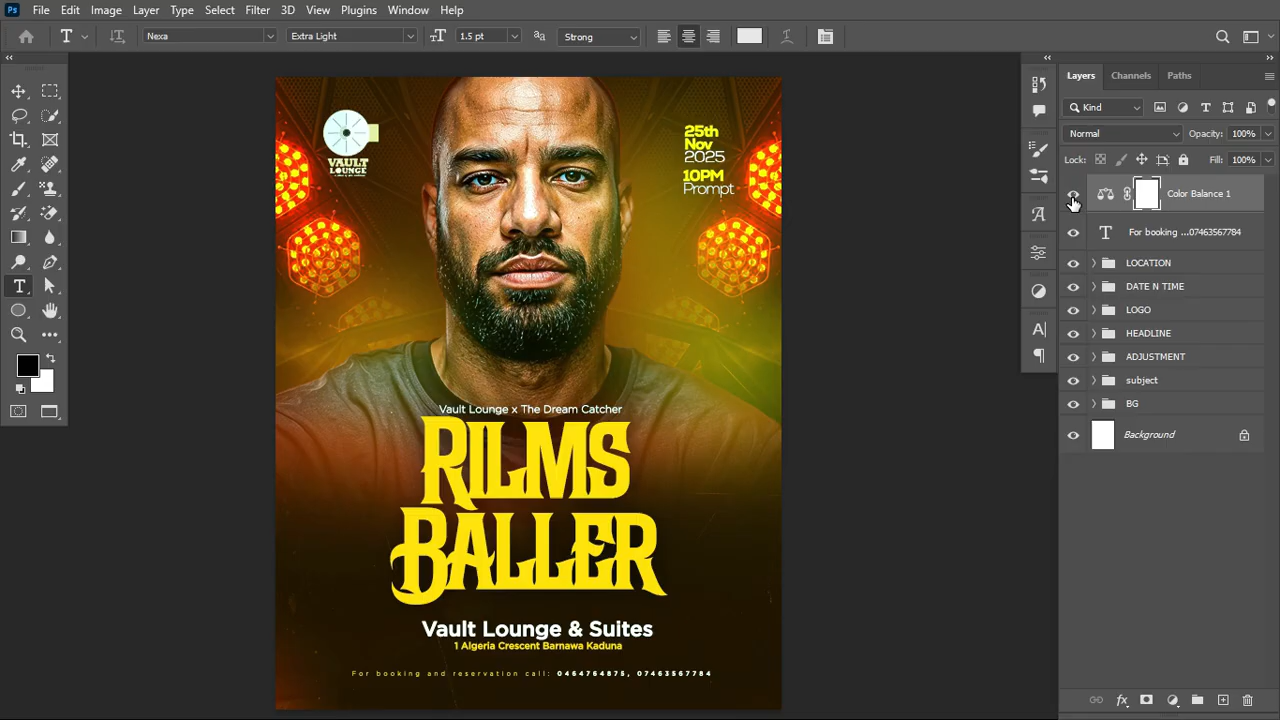 Ps File Edit Image Layer Type Select Filter 3D View Plugins Window Help
T Nexa Extra Light 1.5 pt Strong
Layers Channels Paths
Kind
Normal Opacity: 100%
Lock: Fill: 100%
Color Balance 1
For booking ...07463567784
LOCATION
DATE N TIME
LOGO
HEADLINE
ADJUSTMENT
subject
BG
Background
VAULT
LOUNGE
25th
Nov
2025
10PM
Prompt
Vault Lounge x The Dream Catcher
RILMS
BALLER
Vault Lounge & Suites
1 Algeria Crescent Barnawa Kaduna
For booking and reservation call: 0464764875, 07463567784